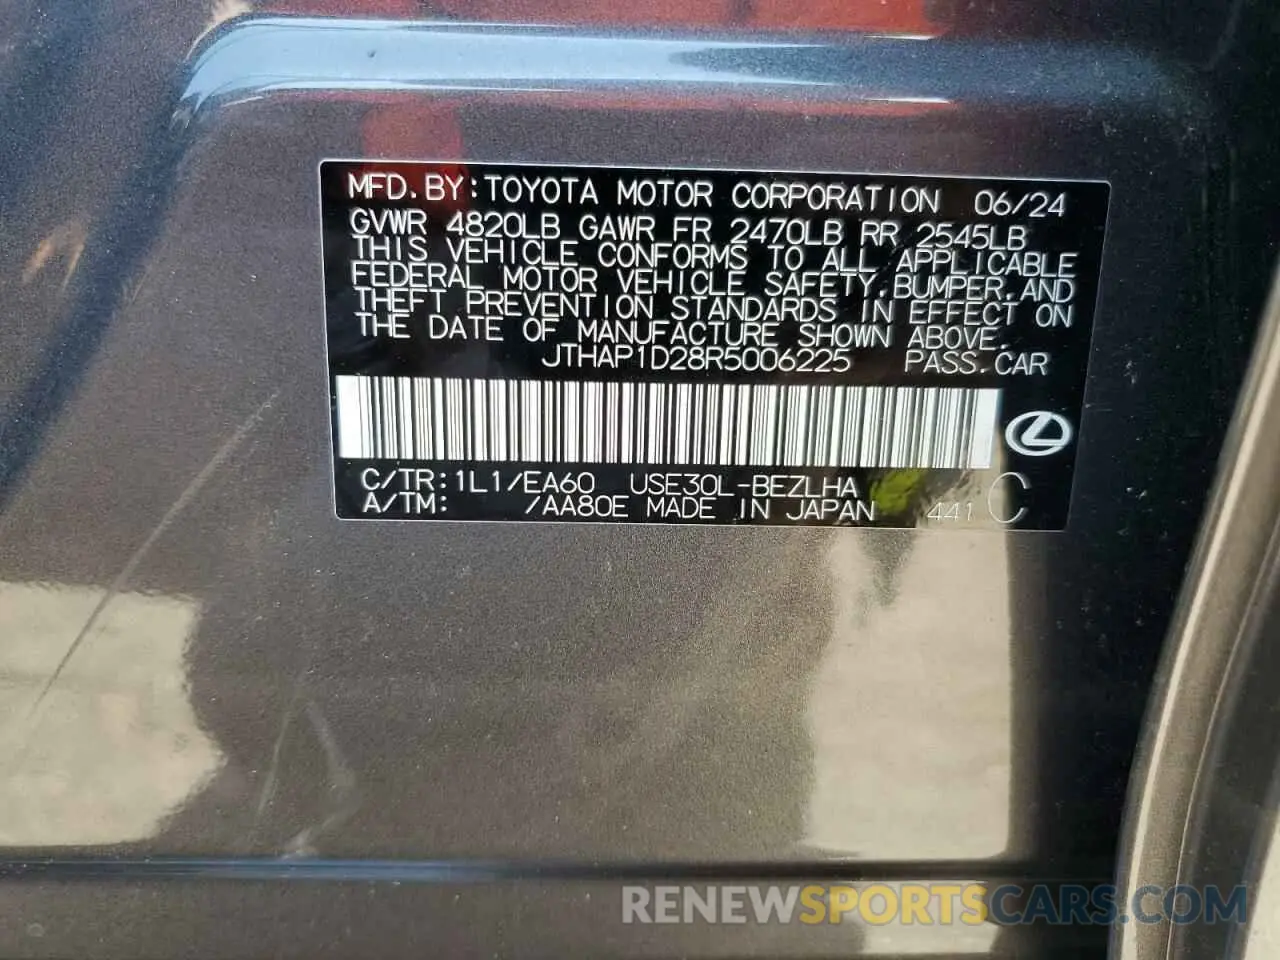 MFD.BY:TOYOTA MOTOR CORPORATION 06/24
GVWR 4820LB GAWR FR 2470LB RR 2545LB
THIS VEHICLE CONFORMS TO ALL APPLICABLE
FEDERAL MOTOR VEHICLE SAFETY,BUMPER,AND
THEFT PREVENTION STANDARDS IN EFFECT ON
THE DATE OF MANUFACTURE SHOWN ABOVE.
JTHAP1D28R5006225 PASS.CAR
C/TR:1L1/EA60 USE30L-BEZLHA
A/TM: /AA80E MADE IN JAPAN 441 C
RENEWSPORTSCARS.COM